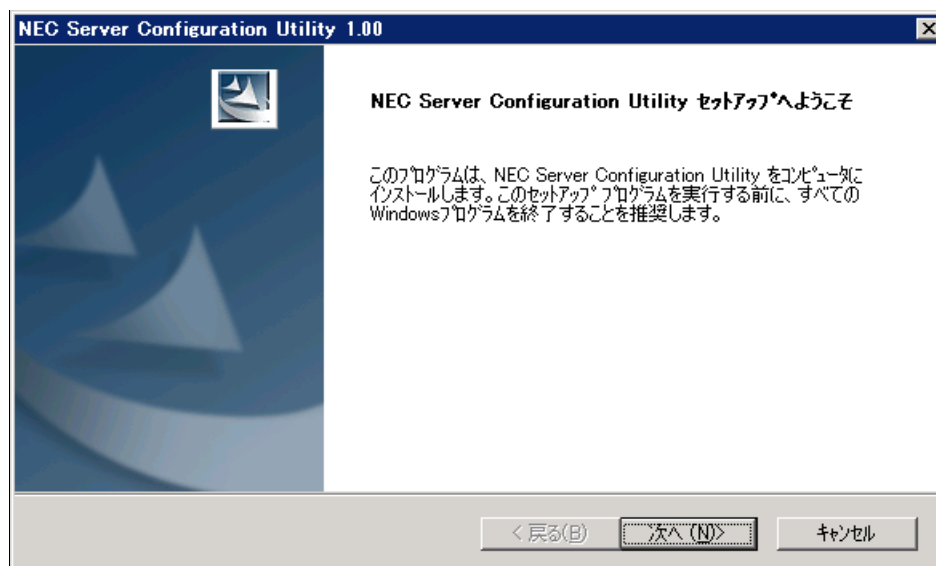 NEC Server Configuration Utility 1.00
NEC Server Configuration Utility ｾｯﾄｱｯﾌﾟへようこそ
このﾌﾟﾛｸﾞﾗﾑは、NEC Server Configuration Utility をｺﾝﾋﾟｭｰﾀに
ｲﾝｽﾄｰﾙします。このｾｯﾄｱｯﾌﾟ ﾌﾟﾛｸﾞﾗﾑを実行する前に、すべての
Windowsﾌﾟﾛｸﾞﾗﾑを終了することを推奨します。
< 戻る(B)
次へ (N)>
ｷｬﾝｾﾙ